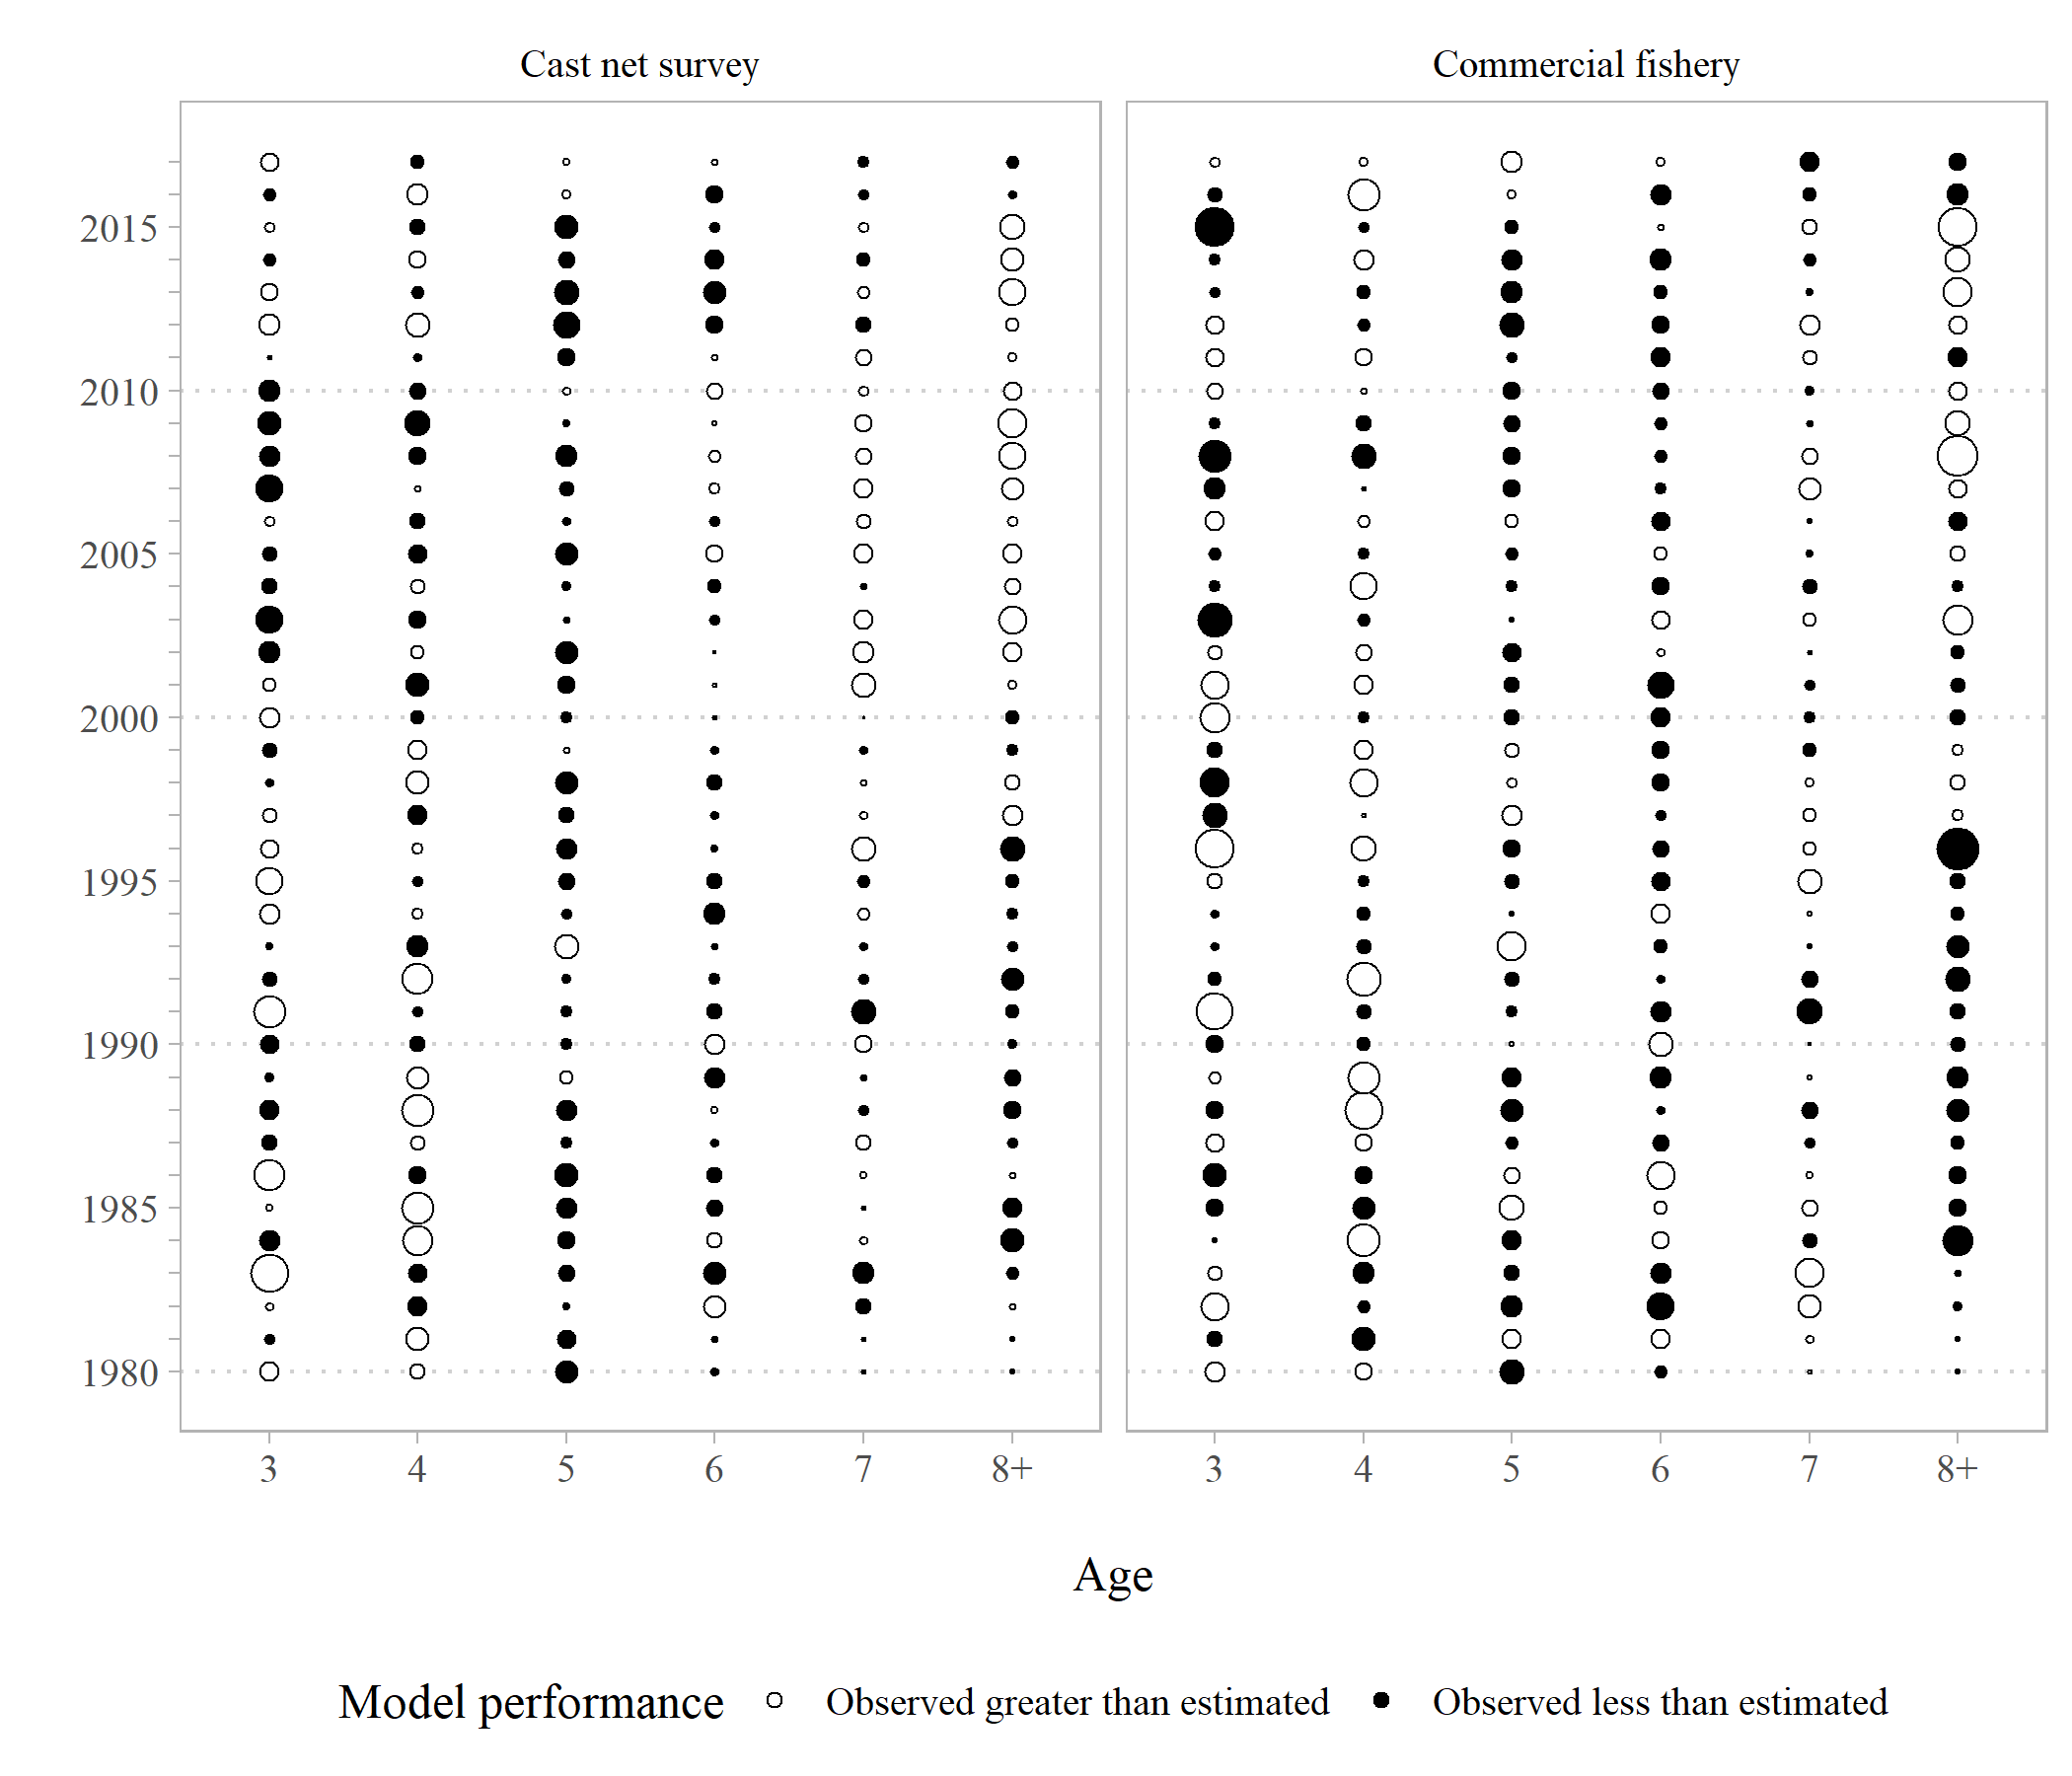 Cast net survey
Commercial fishery
2015
2010
2005
2000
1995
1990
1985
1980
3 4 5 6 7 8+
3 4 5 6 7 8+
Age
Model performance Observed greater than estimated Observed less than estimated